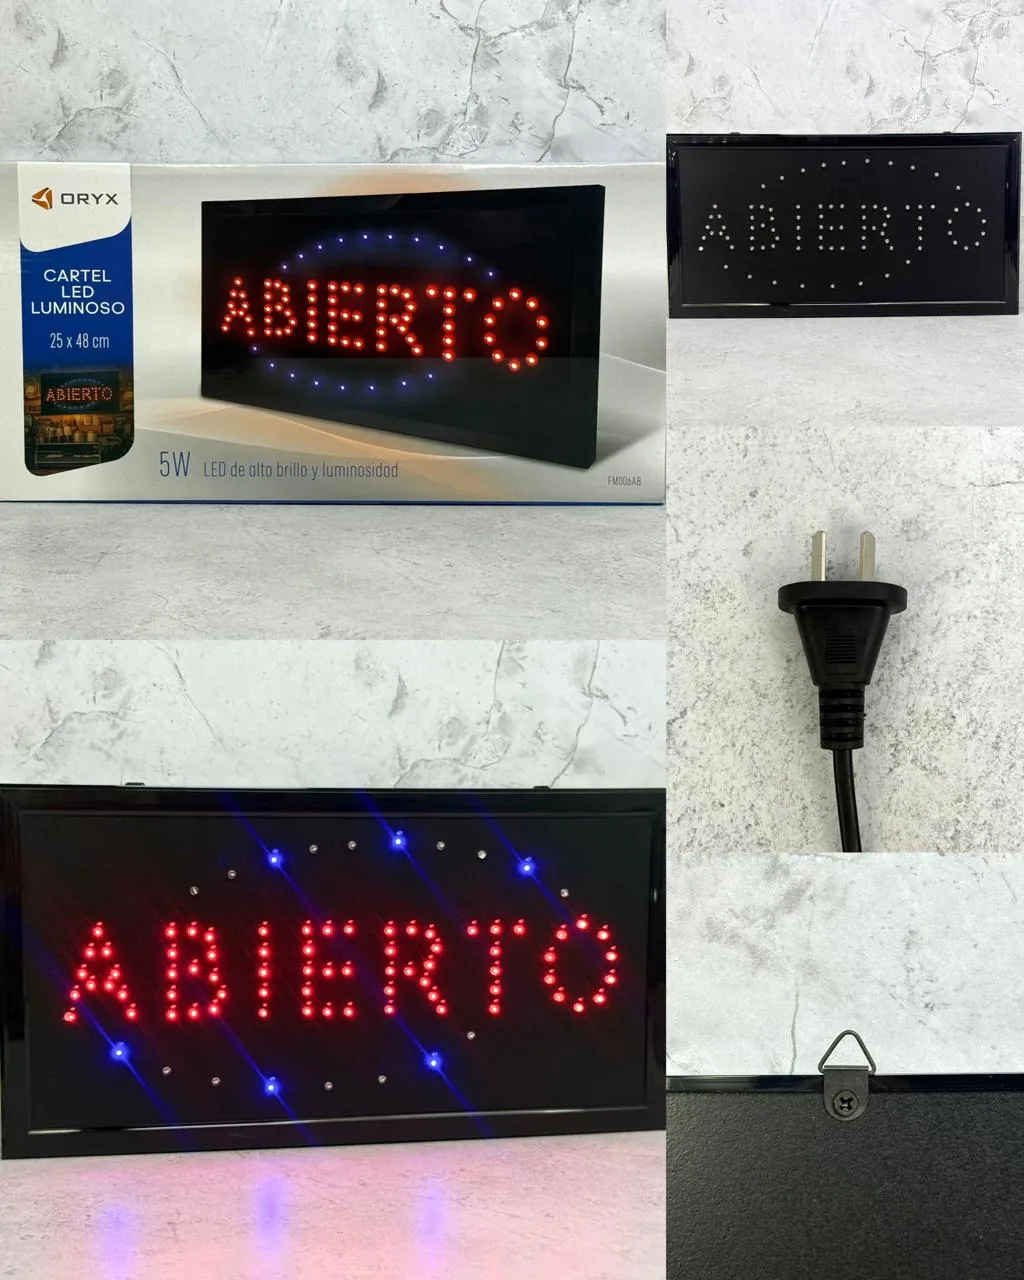 ORYX
CARTEL
LED
LUMINOSO
25 x 48 cm
ABIERTO
ABIERTO
5W LED de alto brillo y luminosidad
FM006AB
ABIERTO
ABIERTO